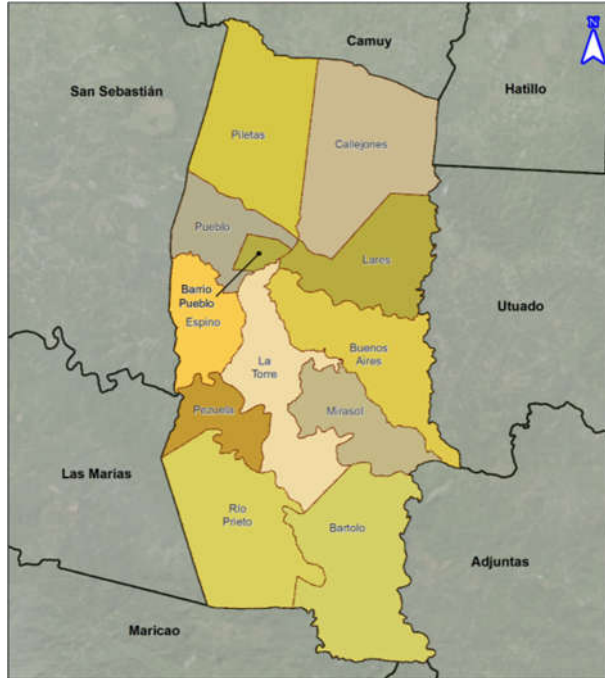 N
Camuy
San Sebastián
Hatillo
Piletas
Callejones
Pueblo
Lares
Barrio
Pueblo
Espino
Utuado
Buenos
Aires
La
Torre
Pezuela
Mirasol
Las Marías
Río
Prieto
Bartolo
Adjuntas
Maricao